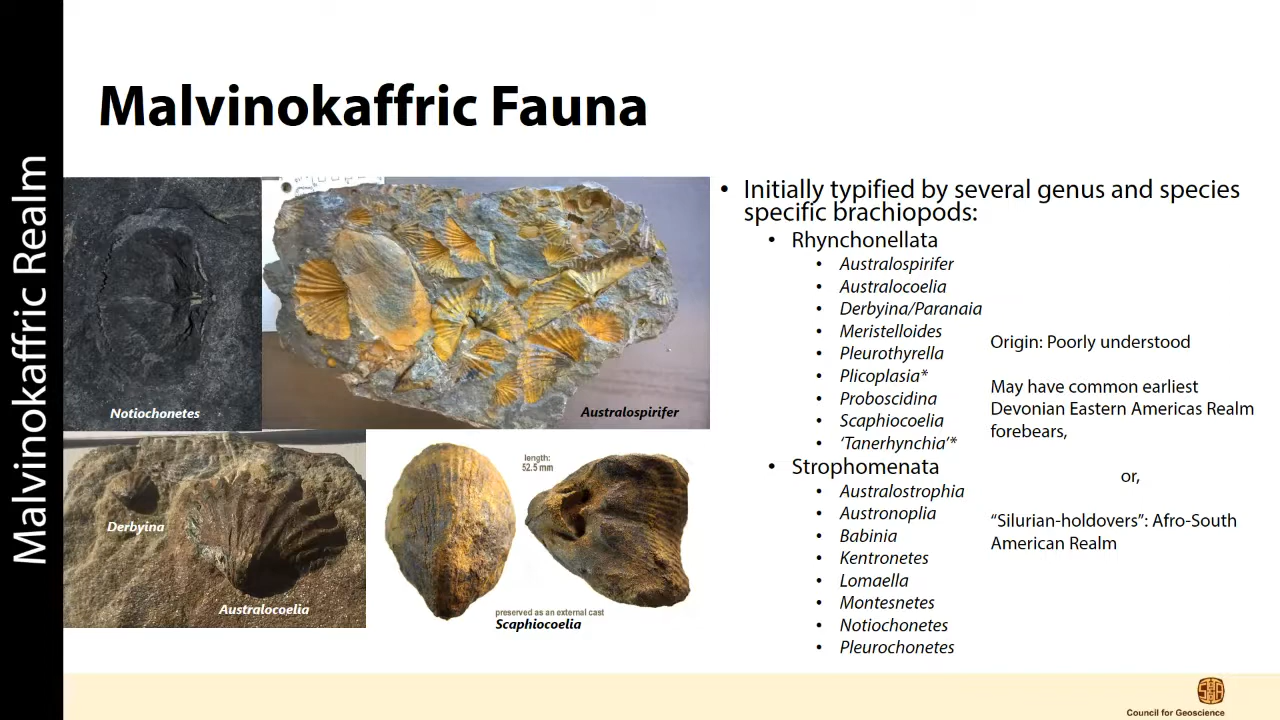 Malvinokaffric Realm
Malvinokaffric Fauna
Notiochonetes
Australospirifer
Derbyina
Australocoelia
length:
52.5 mm
preserved as an external cast
Scaphiocoelia
• Initially typified by several genus and species
specific brachiopods:
• Rhynchonellata
• Australospirifer
• Australocoelia
• Derbyina/Paranaia
• Meristelloides
• Pleurothyrella
• Plicoplasia*
• Proboscidina
• Scaphiocoelia
• ‘Tanerhynchia’*
• Strophomenata
• Australostrophia
• Austronoplia
• Babinia
• Kentronetes
• Lomaella
• Montesnetes
• Notiochonetes
• Pleurochonetes
Origin: Poorly understood
May have common earliest
Devonian Eastern Americas Realm
forebears,
or,
“Silurian-holdovers”: Afro-South
American Realm
Council for Geoscience